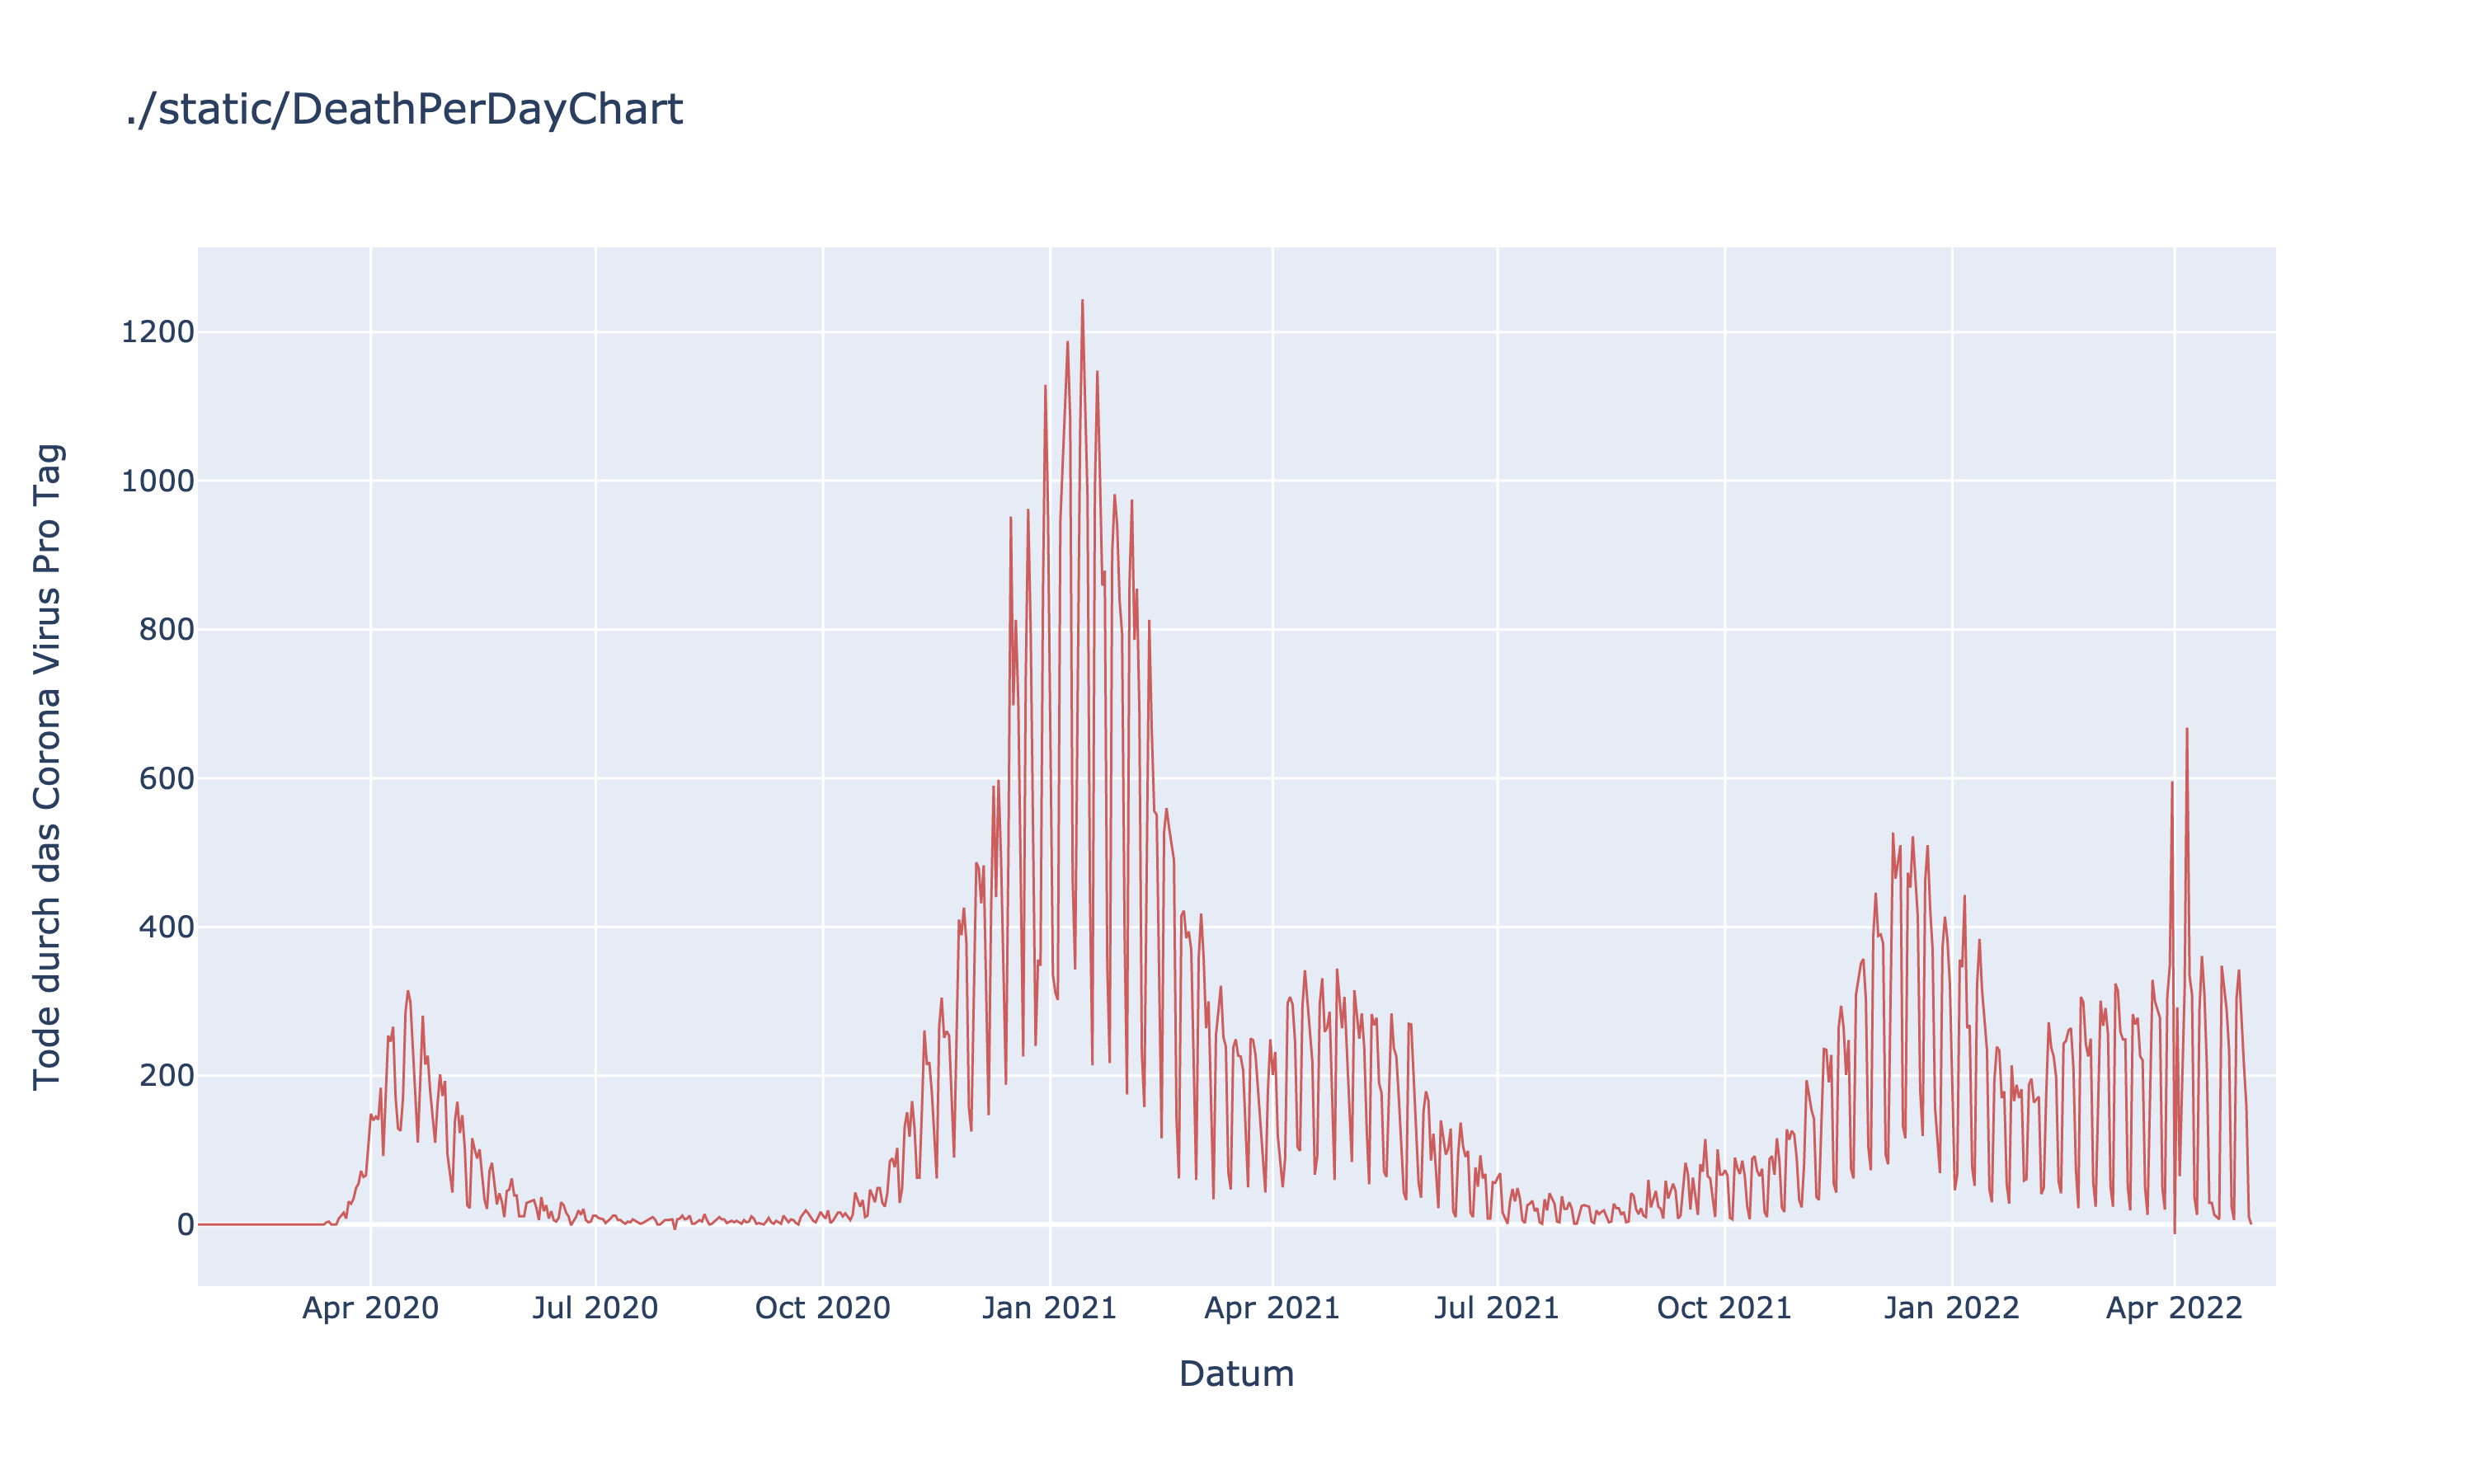 ./static/DeathPerDayChart
Tode durch das Corona Virus Pro Tag
1200
1000
800
600
400
200
0
Apr 2020 Jul 2020 Oct 2020 Jan 2021 Apr 2021 Jul 2021 Oct 2021 Jan 2022 Apr 2022
Datum